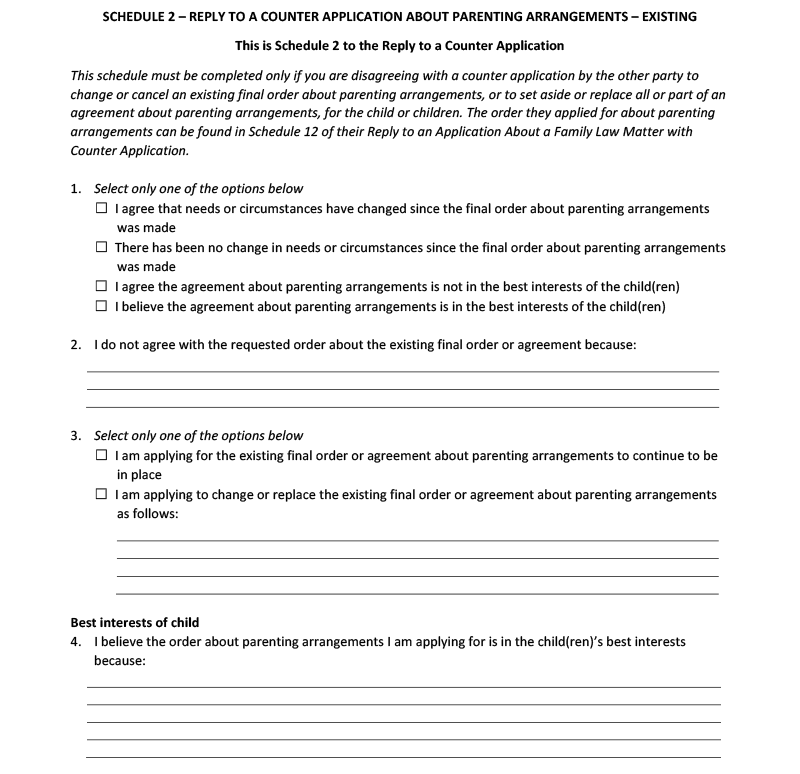 SCHEDULE 2 – REPLY TO A COUNTER APPLICATION ABOUT PARENTING ARRANGEMENTS – EXISTING
This is Schedule 2 to the Reply to a Counter Application
This schedule must be completed only if you are disagreeing with a counter application by the other party to
change or cancel an existing final order about parenting arrangements, or to set aside or replace all or part of an
agreement about parenting arrangements, for the child or children. The order they applied for about parenting
arrangements can be found in Schedule 12 of their Reply to an Application About a Family Law Matter with
Counter Application.
1. Select only one of the options below
☐ I agree that needs or circumstances have changed since the final order about parenting arrangements
was made
☐ There has been no change in needs or circumstances since the final order about parenting arrangements
was made
☐ I agree the agreement about parenting arrangements is not in the best interests of the child(ren)
☐ I believe the agreement about parenting arrangements is in the best interests of the child(ren)
2. I do not agree with the requested order about the existing final order or agreement because:
3. Select only one of the options below
☐ I am applying for the existing final order or agreement about parenting arrangements to continue to be
in place
☐ I am applying to change or replace the existing final order or agreement about parenting arrangements
as follows:
Best interests of child
4. I believe the order about parenting arrangements I am applying for is in the child(ren)’s best interests
because: